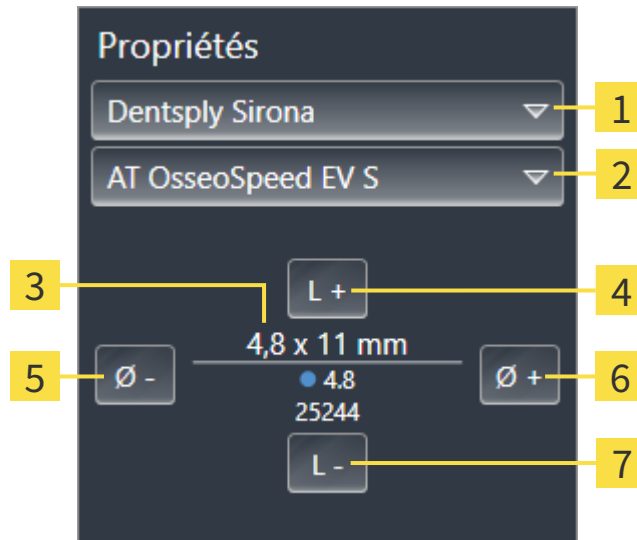 Propriétés
Dentsply Sirona
1
AT OsseoSpeed EV S
2
3
L +
4
4,8 x 11 mm
5
Ø -
4.8
Ø +
6
25244
L -
7